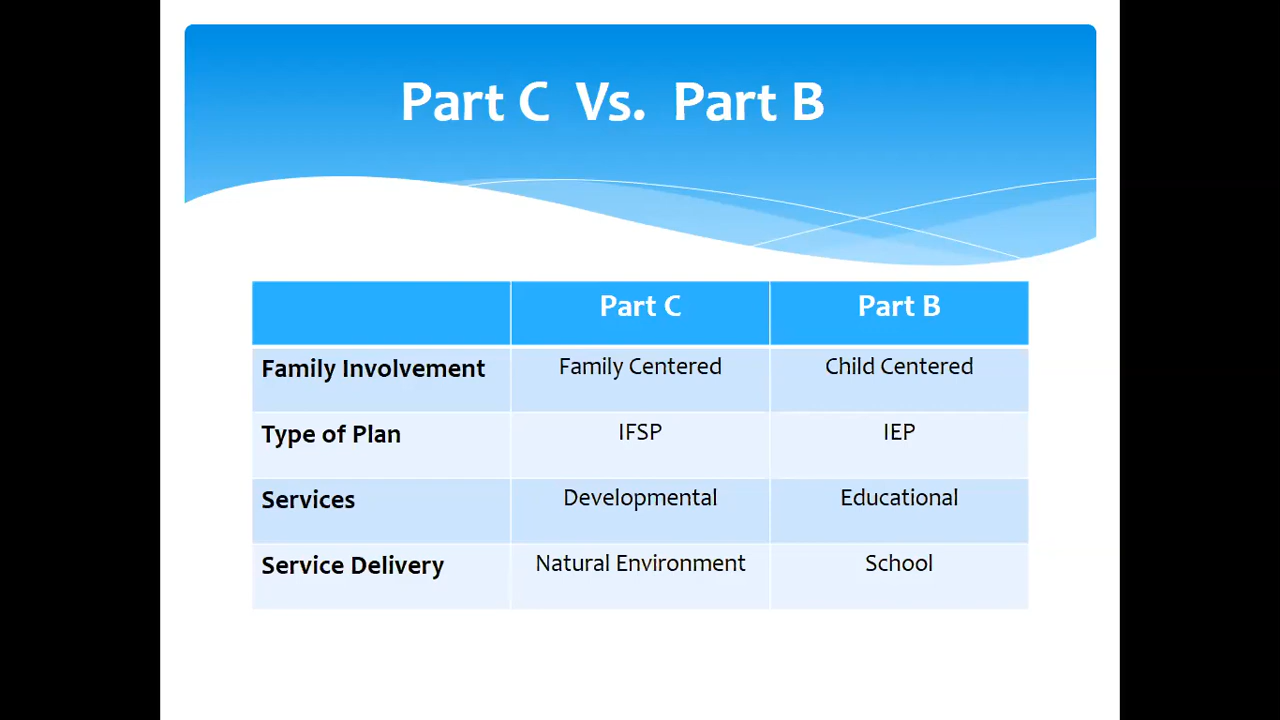 Part C Vs. Part B
Part C Part B
Family Involvement Family Centered Child Centered
Type of Plan IFSP IEP
Services Developmental Educational
Service Delivery Natural Environment School